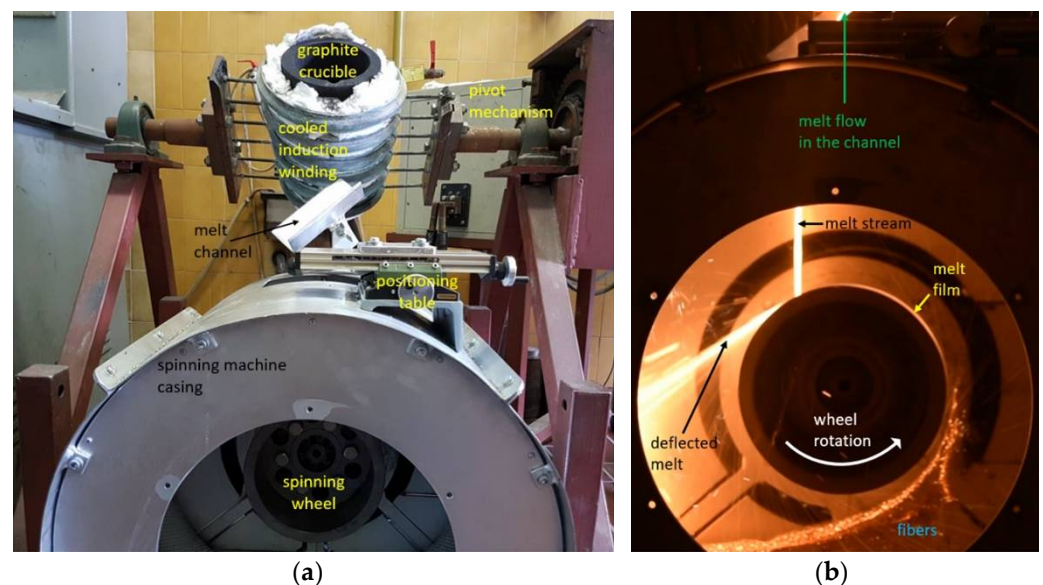 graphite
crucible
pivot
mechanism
cooled
induction
winding
melt
channel
positioning
table
spinning machine
casing
spinning
wheel
(a)
melt flow
in the channel
melt stream
melt
film
wheel
rotation
deflected
melt
fibers
(b)